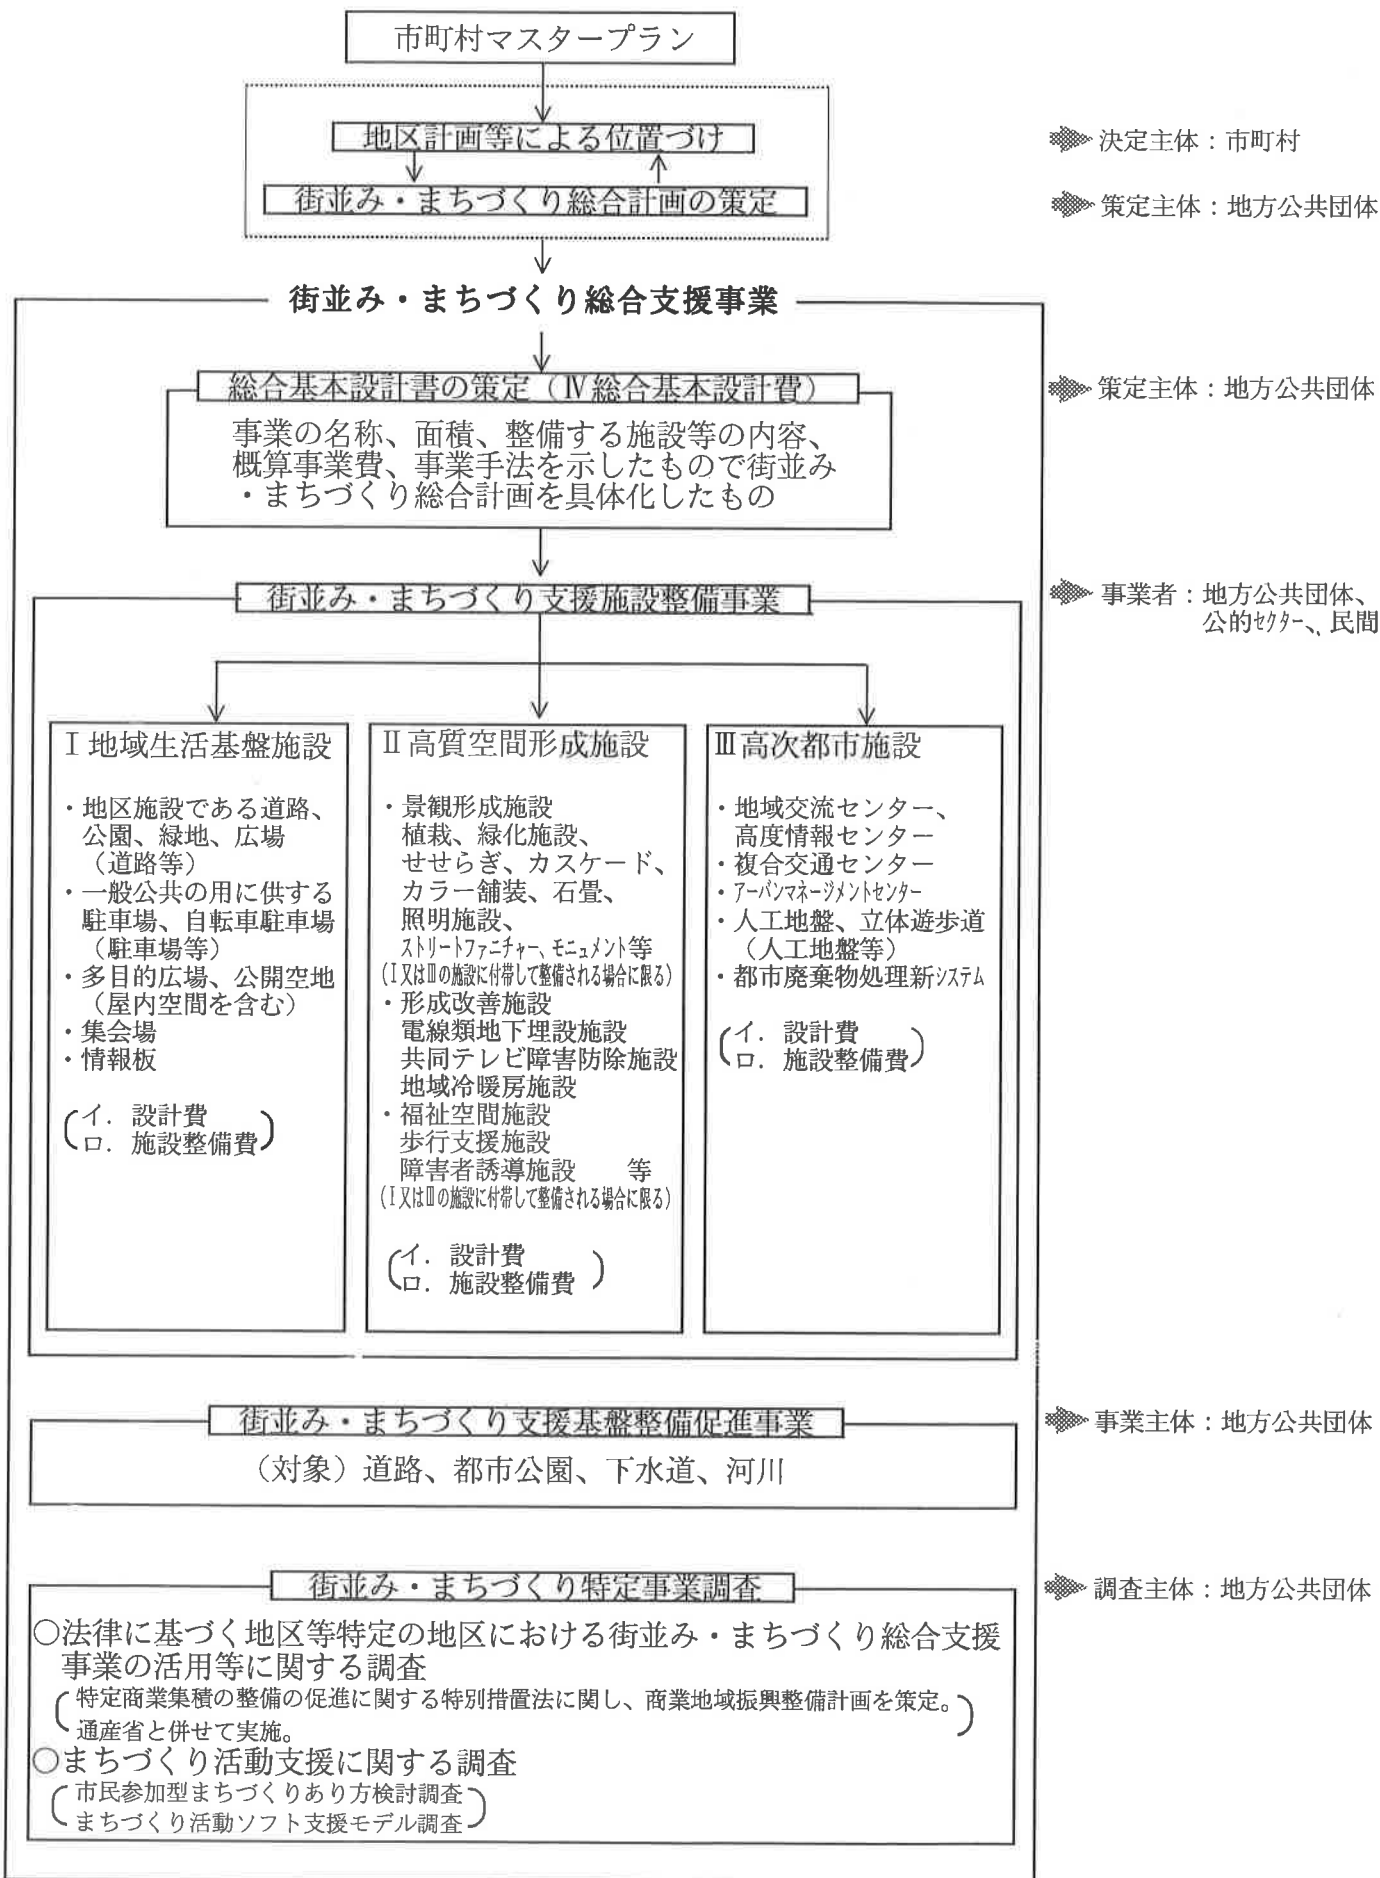 市町村マスタープラン
地区計画等による位置づけ
決定主体：市町村
街並み・まちづくり総合計画の策定
策定主体：地方公共団体
街並み・まちづくり総合支援事業
総合基本設計書の策定（Ⅳ総合基本設計費）
策定主体：地方公共団体
事業の名称、面積、整備する施設等の内容、
概算事業費、事業手法を示したもので街並み
・まちづくり総合計画を具体化したもの
街並み・まちづくり支援施設整備事業
事業者：地方公共団体、
公的セクター、民間
Ⅰ地域生活基盤施設
・地区施設である道路、
公園、緑地、広場
（道路等）
・一般公共の用に供する
駐車場、自転車駐車場
（駐車場等）
・多目的広場、公開空地
（屋内空間を含む）
・集会場
・情報板
イ．設計費
ロ．施設整備費
Ⅱ高質空間形成施設
・景観形成施設
植栽、緑化施設、
せせらぎ、カスケード、
カラー舗装、石畳、
照明施設、
ストリートファニチャー、モニュメント等
（Ⅰ又はⅢの施設に付帯して整備される場合に限る）
・形成改善施設
電線類地下埋設施設
共同テレビ障害防除施設
地域冷暖房施設
・福祉空間施設
歩行支援施設
障害者誘導施設　等
（Ⅰ又はⅢの施設に付帯して整備される場合に限る）
イ．設計費
ロ．施設整備費
Ⅲ高次都市施設
・地域交流センター、
高度情報センター
・複合交通センター
・アーバンマネージメントセンター
・人工地盤、立体遊歩道
（人工地盤等）
・都市廃棄物処理新システム
イ．設計費
ロ．施設整備費
街並み・まちづくり支援基盤整備促進事業
事業主体：地方公共団体
（対象）道路、都市公園、下水道、河川
街並み・まちづくり特定事業調査
調査主体：地方公共団体
○法律に基づく地区等特定の地区における街並み・まちづくり総合支援
事業の活用等に関する調査
特定商業集積の整備の促進に関する特別措置法に関し、商業地域振興整備計画を策定。
通産省と併せて実施。
○まちづくり活動支援に関する調査
市民参加型まちづくりあり方検討調査
まちづくり活動ソフト支援モデル調査